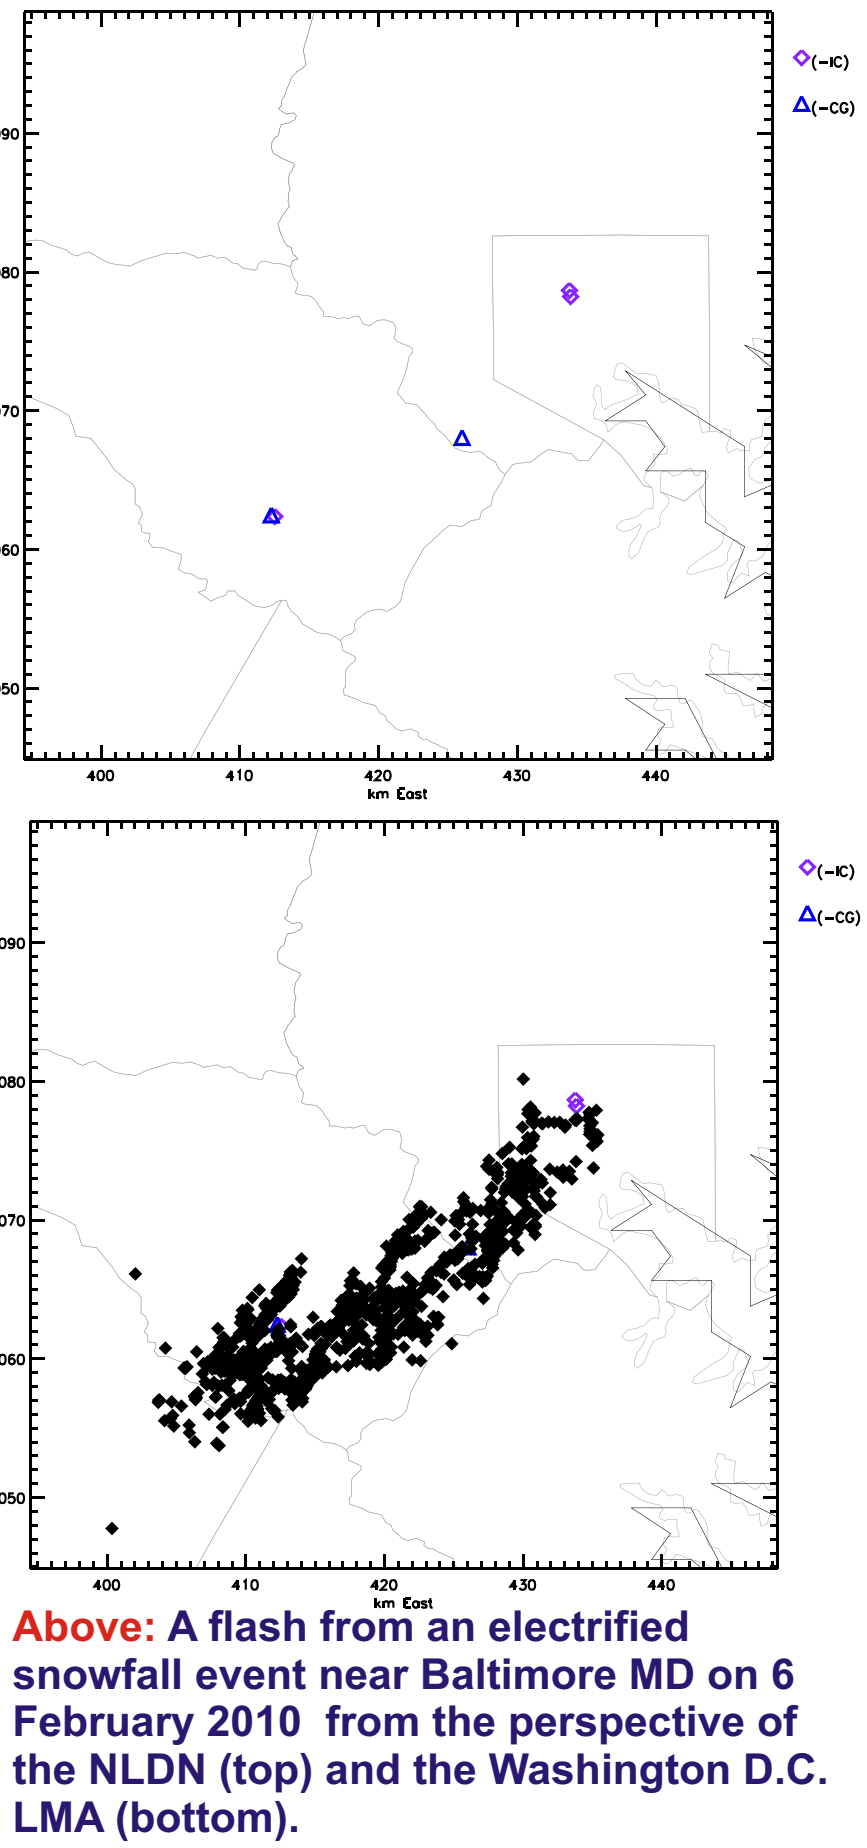 (-IC)
(-CG)
90
80
70
60
50
400 410 420 430 440
km East
(-IC)
(-CG)
090
080
070
060
050
400 410 420 430 440
km East
Above: A flash from an electrified
snowfall event near Baltimore MD on 6
February 2010 from the perspective of
the NLDN (top) and the Washington D.C.
LMA (bottom).